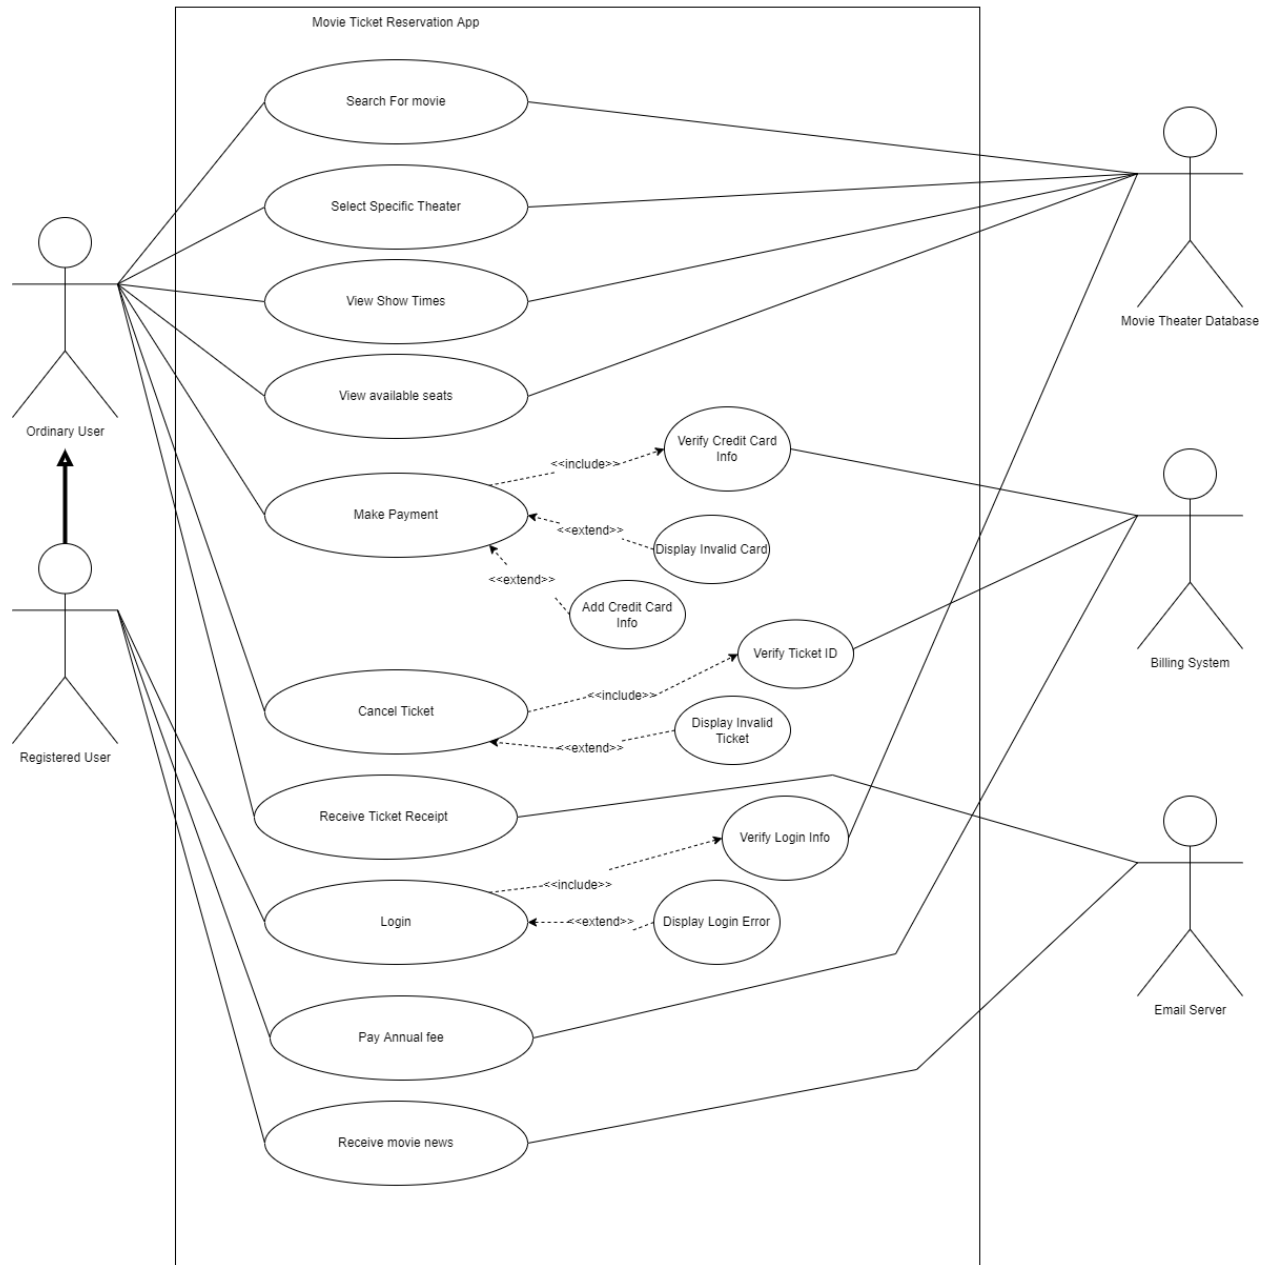 Movie Ticket Reservation App
Search For movie
Select Specific Theater
View Show Times
Movie Theater Database
View available seats
Ordinary User
Verify Credit Card
Info
<<include>>
Make Payment
<<extend>>
Display Invalid Card
<<extend>>
Add Credit Card
Info
Verify Ticket ID
Billing System
<<include>>
Cancel Ticket
Display Invalid
Ticket
<<extend>>
Registered User
Receive Ticket Receipt
Verify Login Info
<<include>>
Login
<<extend>>
Display Login Error
Email Server
Pay Annual fee
Receive movie news